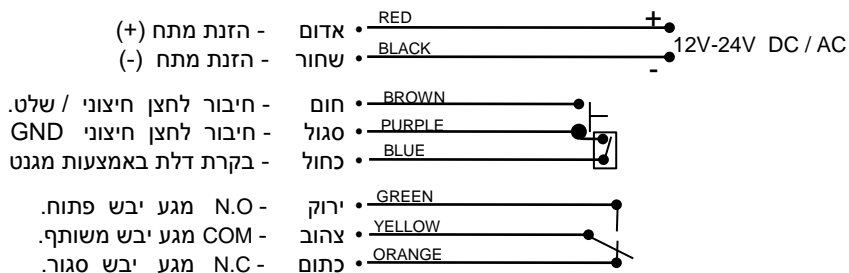 אדום - הזנת מתח (+) RED + 
שחור - הזנת מתח (-) BLACK - 12V-24V DC / AC
חום - חיבור לחצן חיצוני / שלט. BROWN
סגול - חיבור לחצן חיצוני GND PURPLE
כחול - בקרת דלת באמצעות מגנט BLUE
ירוק - N.O מגע יבש פתוח. GREEN
צהוב - COM מגע יבש משותף. YELLOW
כתום - N.C מגע יבש סגור. ORANGE